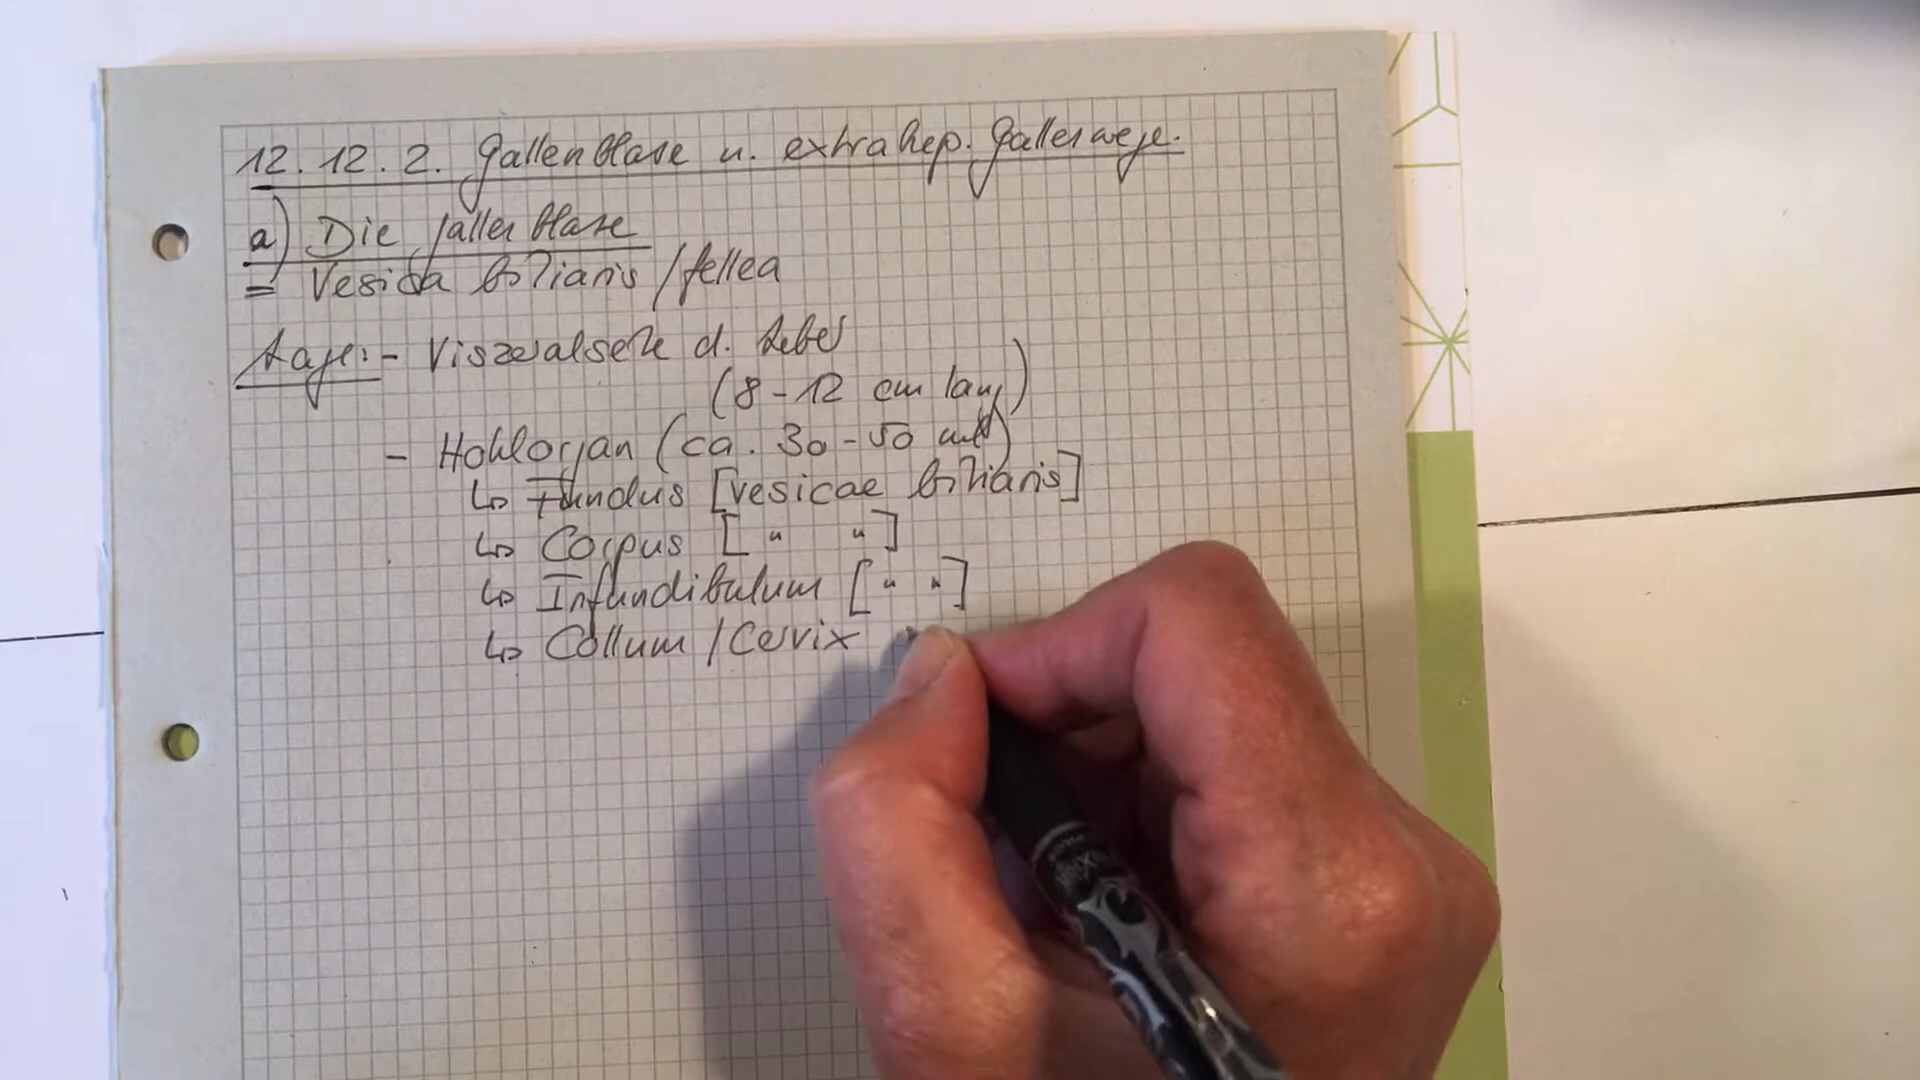 12.12.2. Gallenblase u. extrahep. Gallenwege.
a) Die Gallenblase
= Vesica biliaris / fellea
Lage: - Viszeralseite d. Leber
(8-12 cm lang)
- Hohlorgan (ca. 30-50 ml)
↳ Fundus [vesicae biliaris]
↳ Corpus [" "]
↳ Infundibulum [" "]
↳ Collum / Cervix